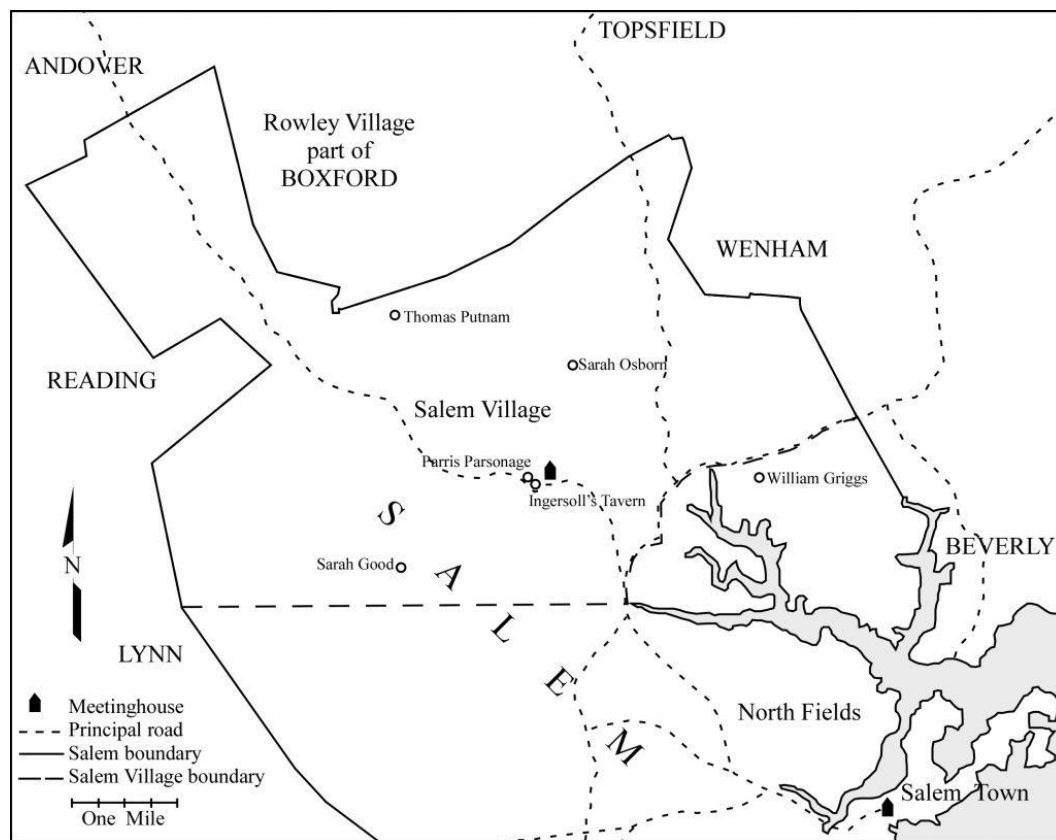 TOPSFIELD
ANDOVER
Rowley Village
part of
BOXFORD
WENHAM
Thomas Putnam
Sarah Osborn
READING
Salem Village
Parris Parsonage
William Griggs
Ingersoll's Tavern
SALEM
BEVERLY
Sarah Good
N
LYNN
Meetinghouse
Principal road
Salem boundary
Salem Village boundary
One Mile
North Fields
Salem Town